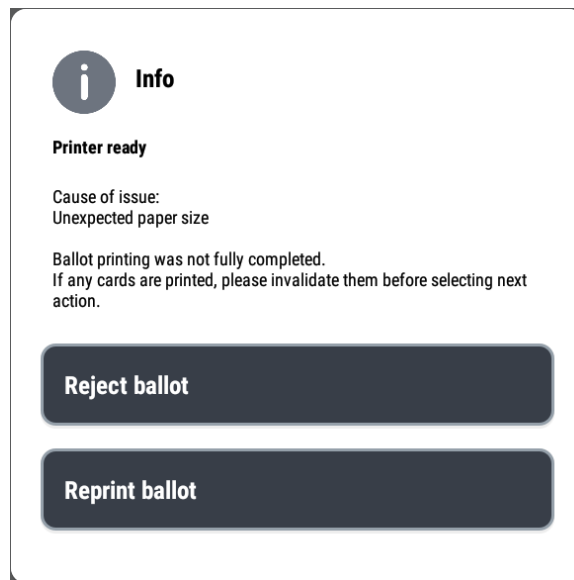 Info
Printer ready
Cause of issue:
Unexpected paper size
Ballot printing was not fully completed.
If any cards are printed, please invalidate them before selecting next
action.
Reject ballot
Reprint ballot